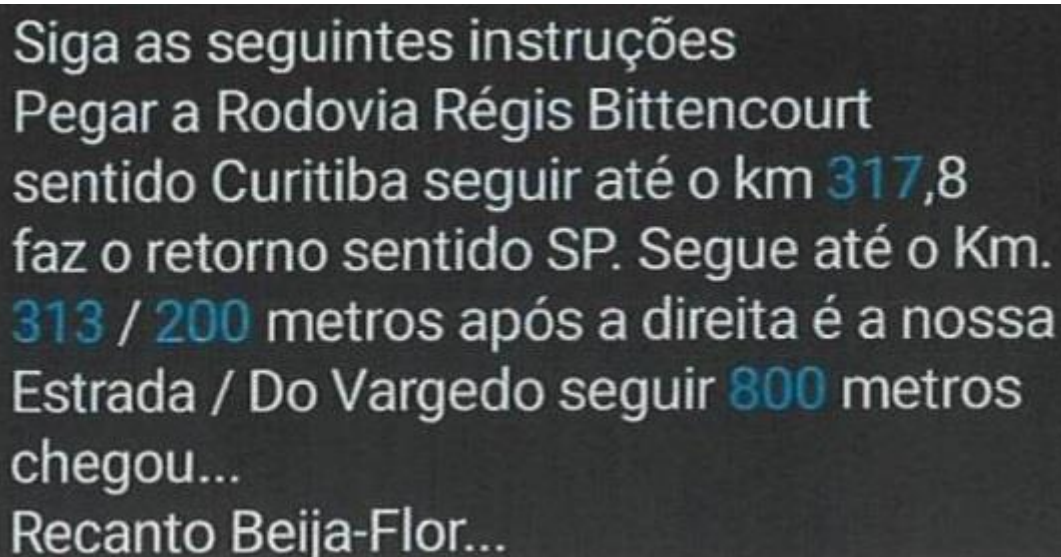 Siga as seguintes instruções
Pegar a Rodovia Régis Bittencourt
sentido Curitiba seguir até o km 317,8
faz o retorno sentido SP. Segue até o Km.
313 / 200 metros após a direita é a nossa
Estrada / Do Vargedo seguir 800 metros
chegou...
Recanto Beija-Flor...